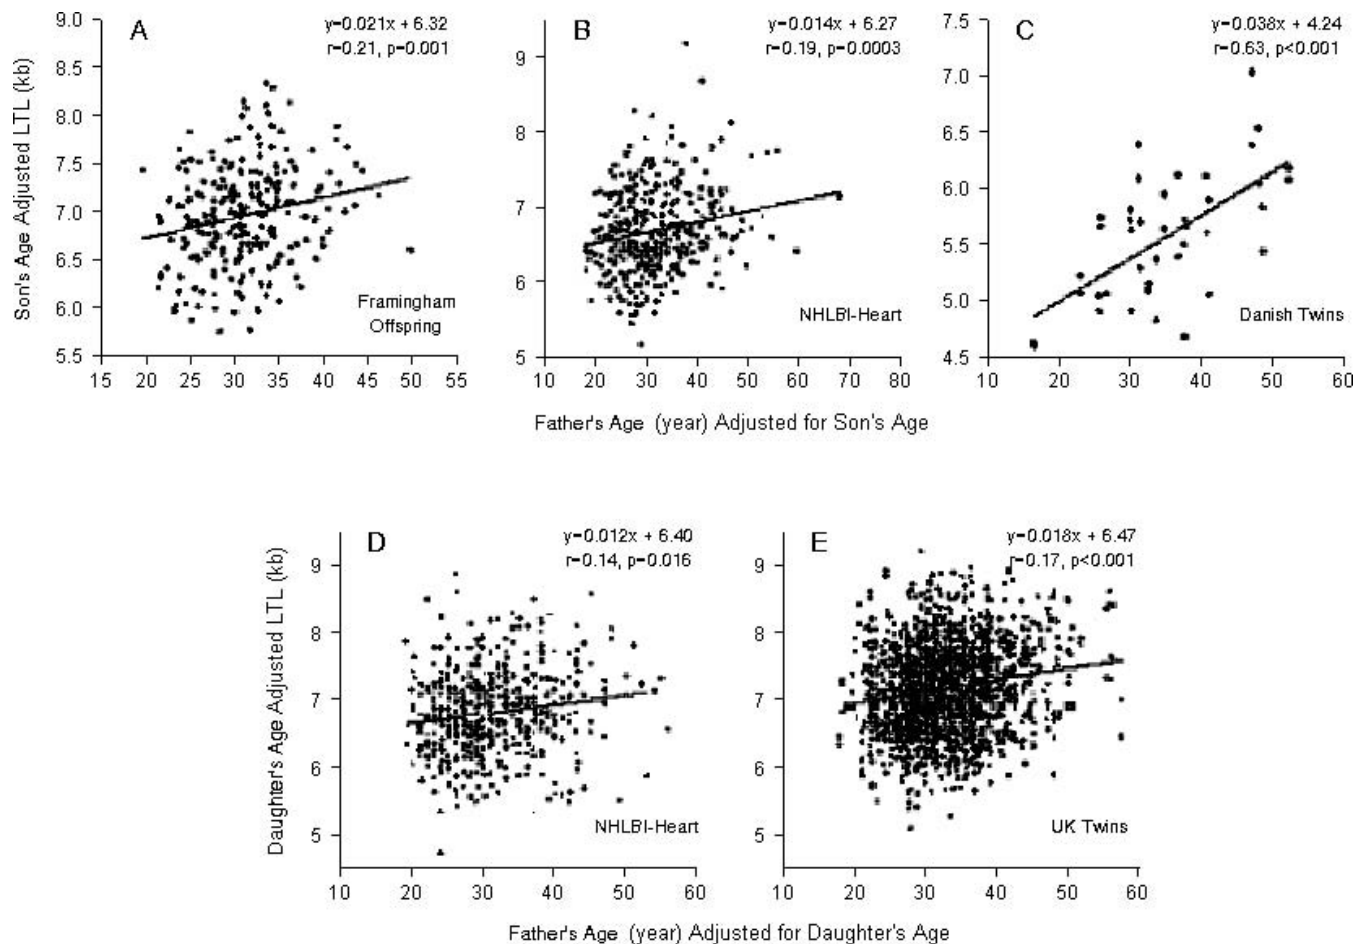 A
y=0.021x + 6.32
r=0.21, p=0.001
Son's Age Adjusted LTL (kb)
9.0
8.5
8.0
7.5
7.0
6.5
6.0
5.5
Framingham
Offspring
15 20 25 30 35 40 45 50 55
B
y=0.014x + 6.27
r=0.19, p=0.0003
9
8
7
6
5
NHLBI-Heart
10 20 30 40 50 60 70 80
C
y=0.038x + 4.24
r=0.63, p<0.001
7.5
7.0
6.5
6.0
5.5
5.0
4.5
Danish Twins
10 20 30 40 50 60
Father's Age (year) Adjusted for Son's Age
D
y=0.012x + 6.40
r=0.14, p=0.016
Daughter's Age Adjusted LTL (kb)
9
8
7
6
5
NHLBI-Heart
10 20 30 40 50 60
E
y=0.018x + 6.47
r=0.17, p<0.001
9
8
7
6
5
UK Twins
10 20 30 40 50 60
Father's Age (year) Adjusted for Daughter's Age